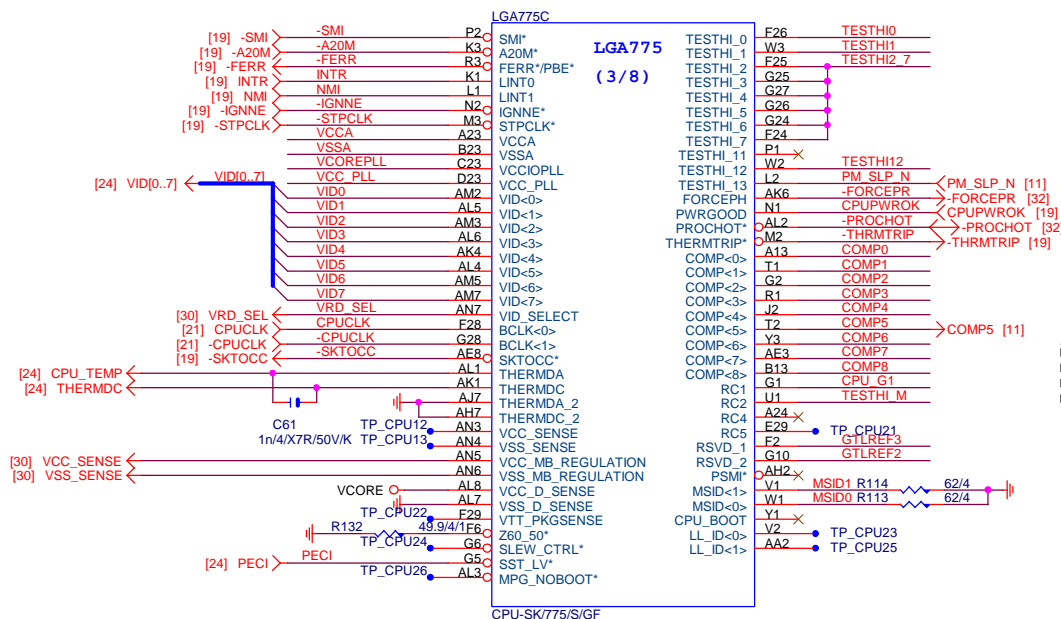 LGA775C
LGA775
(3/8)
[19] -SMI -SMI P2 SMI*
[19] -A20M -A20M K3 A20M*
[19] -FERR -FERR R3 FERR*/PBE*
[19] INTR INTR K1 LINT0
[19] NMI NMI L1 LINT1
[19] -IGNNE -IGNNE N2 IGNNE*
[19] -STPCLK -STPCLK M3 STPCLK*
VCCA A23 VCCA
VSSA B23 VSSA
VCOREPLL C23 VCCIOPLL
VCC_PLL D23 VCC_PLL
[24] VID[0..7] VID[0..7]
VID0 AM2 VID<0>
VID1 AL5 VID<1>
VID2 AM3 VID<2>
VID3 AL6 VID<3>
VID4 AK4 VID<4>
VID5 AL4 VID<5>
VID6 AM5 VID<6>
VID7 AM7 VID<7>
[30] VRD_SEL VRD_SEL AN7 VID_SELECT
[21] CPUCLK CPUCLK F28 BCLK<0>
[21] -CPUCLK -CPUCLK G28 BCLK<1>
[19] -SKTOCC -SKTOCC AE8 SKTOCC*
[24] CPU_TEMP AL1 THERMDA
[24] THERMDC AK1 THERMDC
AJ7 THERMDA_2
AH7 THERMDC_2
C61
1n/4/X7R/50V/K
TP_CPU12 AN3 VCC_SENSE
TP_CPU13 AN4 VSS_SENSE
[30] VCC_SENSE AN5 VCC_MB_REGULATION
[30] VSS_SENSE AN6 VSS_MB_REGULATION
VCORE AL8 VCC_D_SENSE
AL7 VSS_D_SENSE
TP_CPU22 F29 VTT_PKGSENSE
R132 49.9/4/1 F6 Z60_50*
TP_CPU24 G6 SLEW_CTRL*
[24] PECI PECI G5 SST_LV*
TP_CPU26 AL3 MPG_NOBOOT*
TESTHI_0 F26 TESTHI0
TESTHI_1 W3 TESTHI1
TESTHI_2 F25 TESTHI2_7
TESTHI_3 G25
TESTHI_4 G27
TESTHI_5 G26
TESTHI_6 G24
TESTHI_7 F24
TESTHI_11 P1
TESTHI_12 W2 TESTHI12
TESTHI_13 L2 PM_SLP_N PM_SLP_N [11]
FORCEPH AK6 -FORCEPR -FORCEPR [32]
PWRGOOD N1 CPUPWROK CPUPWROK [19]
PROCHOT* AL2 -PROCHOT -PROCHOT [32]
THERMTRIP* M2 -THRMTRIP -THRMTRIP [19]
COMP<0> A13 COMP0
COMP<1> T1 COMP1
COMP<2> G2 COMP2
COMP<3> R1 COMP3
COMP<4> J2 COMP4
COMP<5> T2 COMP5 COMP5 [11]
COMP<6> Y3 COMP6
COMP<7> AE3 COMP7
COMP<8> B13 COMP8
RC1 G1 CPU_G1
RC2 U1 TESTHI_M
RC4 A24
RC5 E29 TP_CPU21
RSVD_1 F2 GTLREF3
RSVD_2 G10 GTLREF2
PSMI* AH2
MSID<1> V1 MSID1 R114 62/4
MSID<0> W1 MSID0 R113 62/4
CPU_BOOT Y1
LL_ID<0> V2 TP_CPU23
LL_ID<1> AA2 TP_CPU25
CPU-SK/775/S/GF